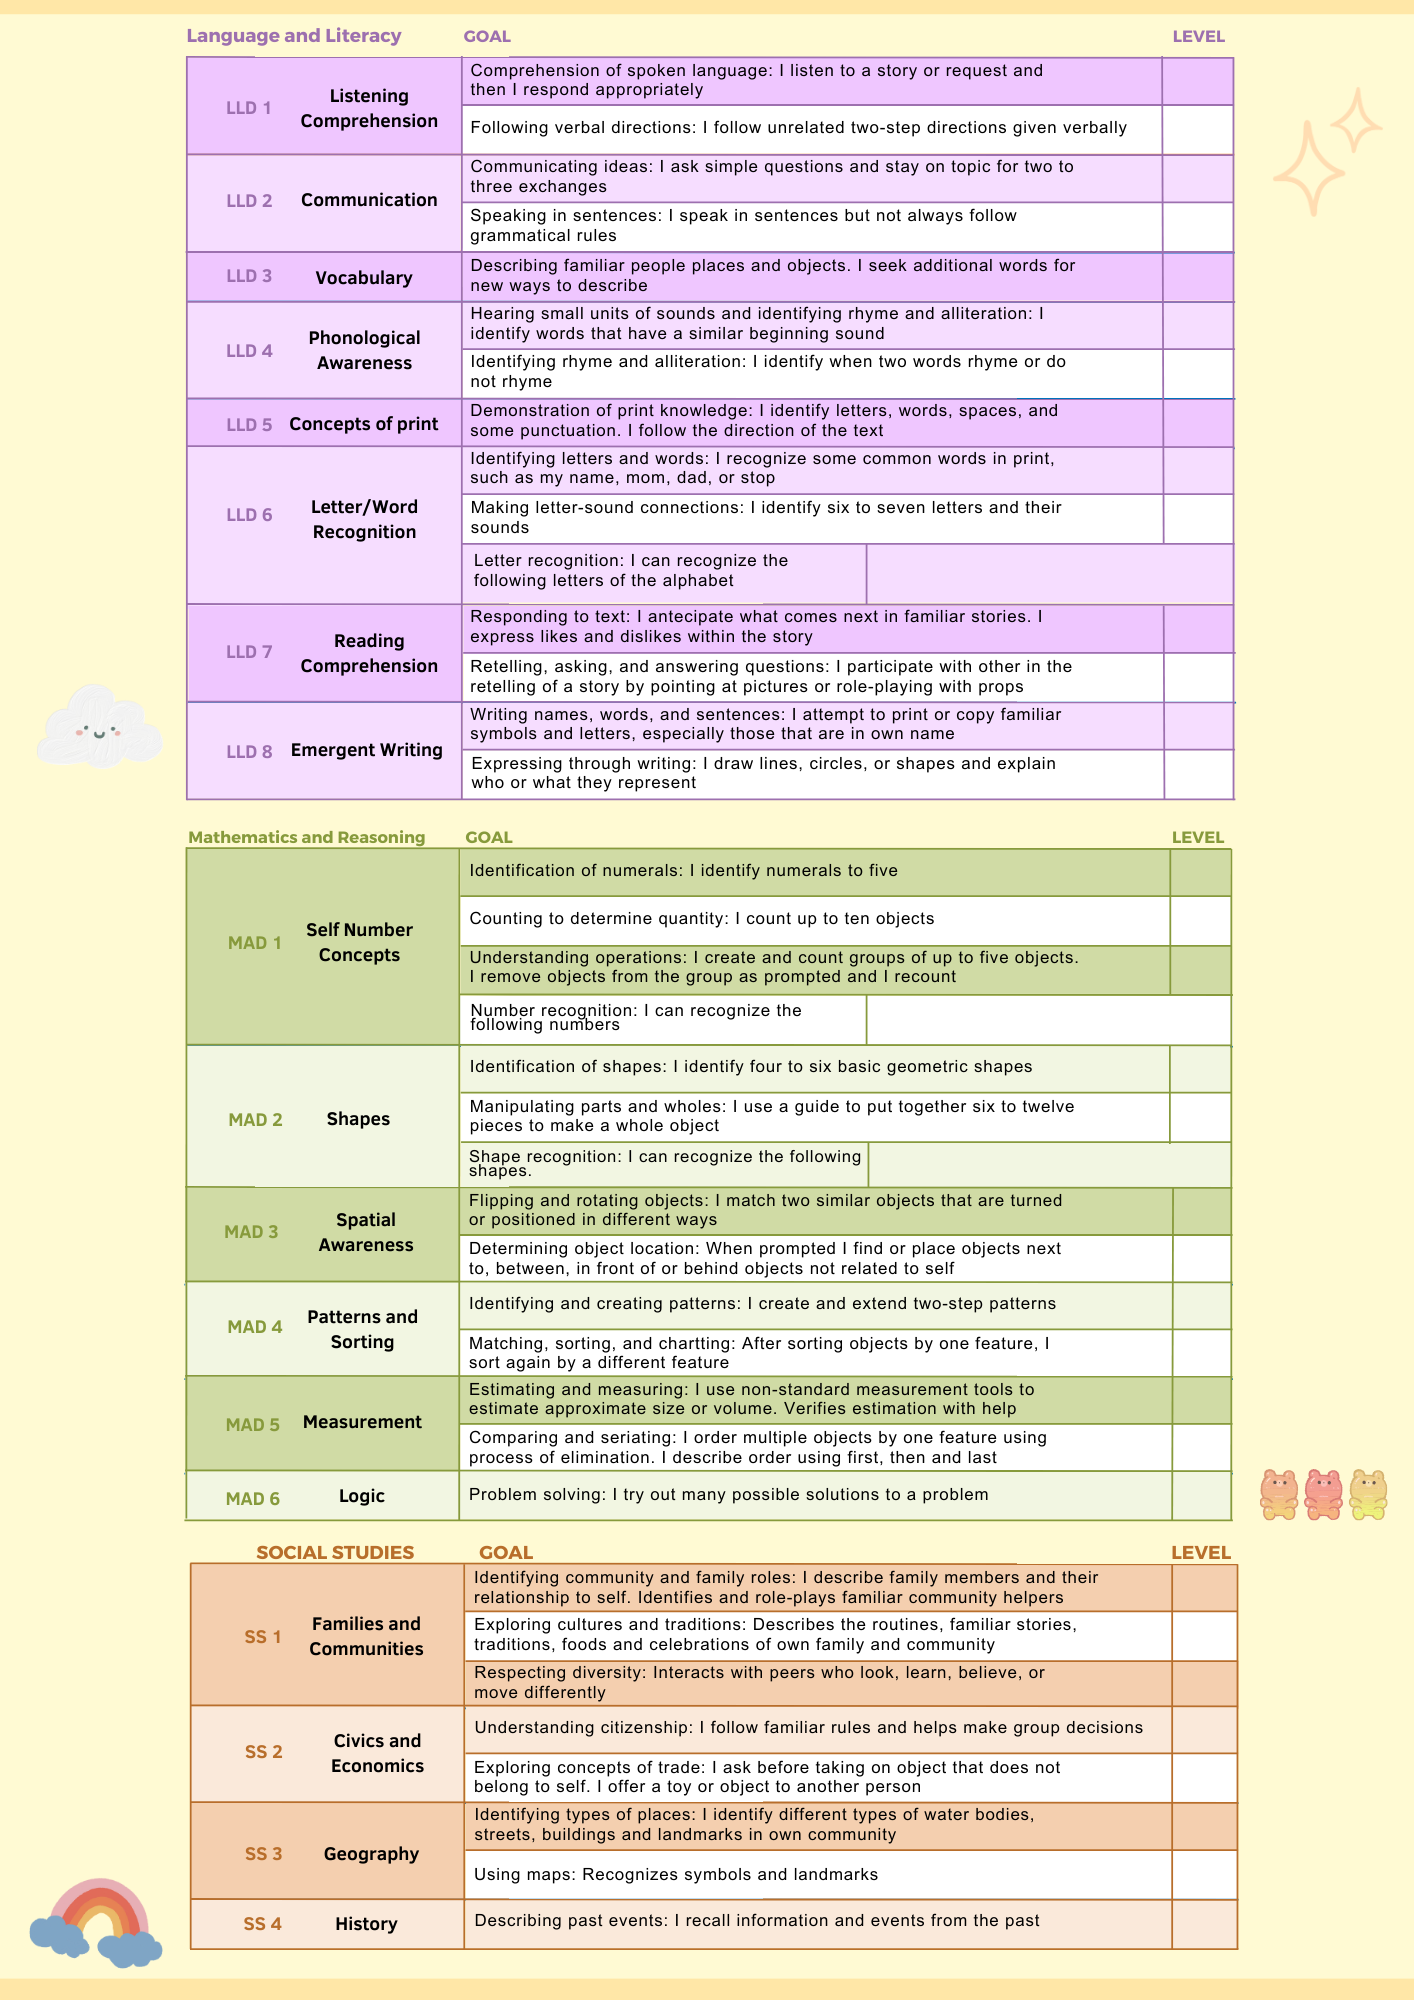 Language and Literacy GOAL LEVEL
LLD 1 Listening Comprehension
Comprehension of spoken language: I listen to a story or request and
then I respond appropriately
Following verbal directions: I follow unrelated two-step directions given verbally
LLD 2 Communication
Communicating ideas: I ask simple questions and stay on topic for two to
three exchanges
Speaking in sentences: I speak in sentences but not always follow
grammatical rules
LLD 3 Vocabulary
Describing familiar people places and objects. I seek additional words for
new ways to describe
LLD 4 Phonological Awareness
Hearing small units of sounds and identifying rhyme and alliteration: I
identify words that have a similar beginning sound
Identifying rhyme and alliteration: I identify when two words rhyme or do
not rhyme
LLD 5 Concepts of print
Demonstration of print knowledge: I identify letters, words, spaces, and
some punctuation. I follow the direction of the text
LLD 6 Letter/Word Recognition
Identifying letters and words: I recognize some common words in print,
such as my name, mom, dad, or stop
Making letter-sound connections: I identify six to seven letters and their
sounds
Letter recognition: I can recognize the
following letters of the alphabet
LLD 7 Reading Comprehension
Responding to text: I antecipate what comes next in familiar stories. I
express likes and dislikes within the story
Retelling, asking, and answering questions: I participate with other in the
retelling of a story by pointing at pictures or role-playing with props
LLD 8 Emergent Writing
Writing names, words, and sentences: I attempt to print or copy familiar
symbols and letters, especially those that are in own name
Expressing through writing: I draw lines, circles, or shapes and explain
who or what they represent
Mathematics and Reasoning GOAL LEVEL
MAD 1 Self Number Concepts
Identification of numerals: I identify numerals to five
Counting to determine quantity: I count up to ten objects
Understanding operations: I create and count groups of up to five objects.
I remove objects from the group as prompted and I recount
Number recognition: I can recognize the
following numbers
MAD 2 Shapes
Identification of shapes: I identify four to six basic geometric shapes
Manipulating parts and wholes: I use a guide to put together six to twelve
pieces to make a whole object
Shape recognition: I can recognize the following
shapes.
MAD 3 Spatial Awareness
Flipping and rotating objects: I match two similar objects that are turned
or positioned in different ways
Determining object location: When prompted I find or place objects next
to, between, in front of or behind objects not related to self
MAD 4 Patterns and Sorting
Identifying and creating patterns: I create and extend two-step patterns
Matching, sorting, and chartting: After sorting objects by one feature, I
sort again by a different feature
MAD 5 Measurement
Estimating and measuring: I use non-standard measurement tools to
estimate approximate size or volume. Verifies estimation with help
Comparing and seriating: I order multiple objects by one feature using
process of elimination. I describe order using first, then and last
MAD 6 Logic
Problem solving: I try out many possible solutions to a problem
SOCIAL STUDIES GOAL LEVEL
SS 1 Families and Communities
Identifying community and family roles: I describe family members and their
relationship to self. Identifies and role-plays familiar community helpers
Exploring cultures and traditions: Describes the routines, familiar stories,
traditions, foods and celebrations of own family and community
Respecting diversity: Interacts with peers who look, learn, believe, or
move differently
SS 2 Civics and Economics
Understanding citizenship: I follow familiar rules and helps make group decisions
Exploring concepts of trade: I ask before taking on object that does not
belong to self. I offer a toy or object to another person
SS 3 Geography
Identifying types of places: I identify different types of water bodies,
streets, buildings and landmarks in own community
Using maps: Recognizes symbols and landmarks
SS 4 History
Describing past events: I recall information and events from the past